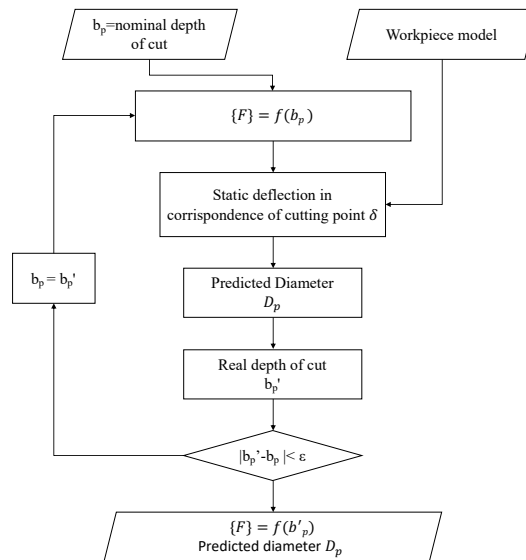 bₚ=nominal depth
of cut
Workpiece model
{F} = f(bₚ)
Static deflection in
corrispondence of cutting point δ
bₚ = bₚ'
Predicted Diameter
Dₚ
Real depth of cut
bₚ'
|bₚ’-bₚ |< ε
{F} = f(b′ₚ)
Predicted diameter Dₚ